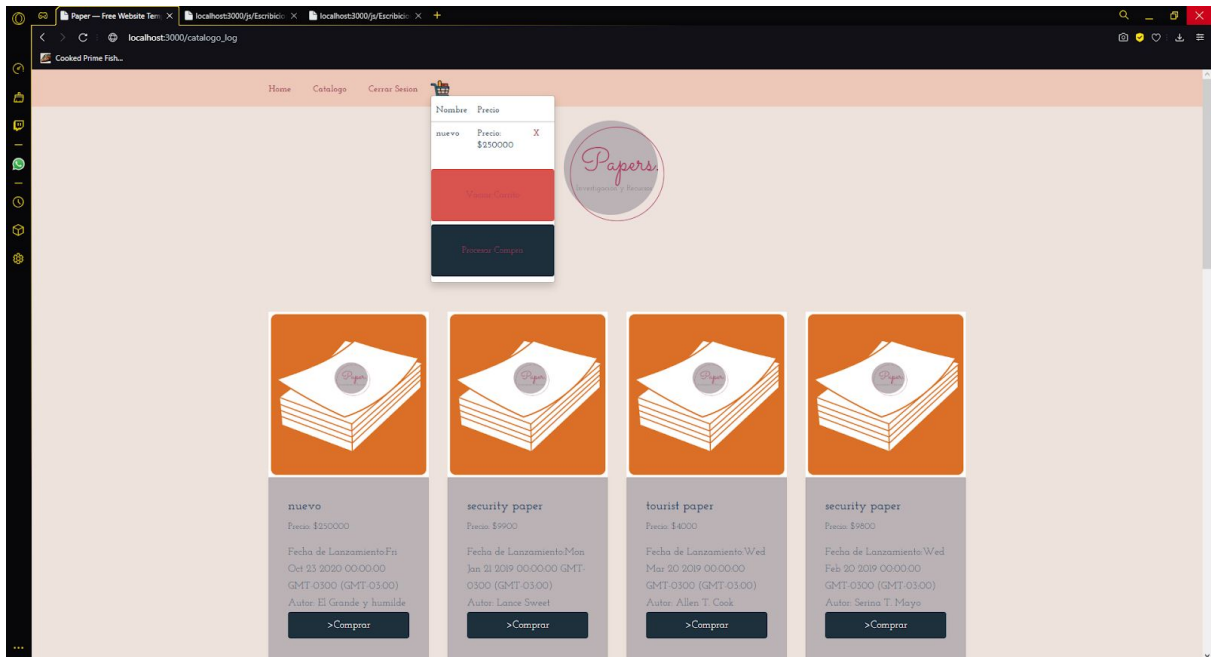 Paper — Free Website Tem
localhost:3000/js/Escribicio
localhost:3000/js/Escribicio
localhost:3000/catalogo_log
Cooked Prime Fish...
Home Catalogo Cerrar Sesion
Nombre Precio
nuevo Precio: X
$250000
Vaciar Carrito
Procesar Compra
Papers.
Investigacion y Recursos
Papers.
Papers.
Papers.
Papers.
nuevo
Precio: $250000
Fecha de Lanzamiento:Fri
Oct 23 2020 00:00:00
GMT-0300 (GMT-03:00)
Autor: El Grande y humilde
>Comprar
security paper
Precio: $9900
Fecha de Lanzamiento:Mon
Jan 21 2019 00:00:00 GMT-
0300 (GMT-03:00)
Autor: Lance Sweet
>Comprar
tourist paper
Precio: $4000
Fecha de Lanzamiento:Wed
Mar 20 2019 00:00:00
GMT-0300 (GMT-03:00)
Autor: Allen T. Cook
>Comprar
security paper
Precio: $9800
Fecha de Lanzamiento:Wed
Feb 20 2019 00:00:00
GMT-0300 (GMT-03:00)
Autor: Serina T. Mayo
>Comprar